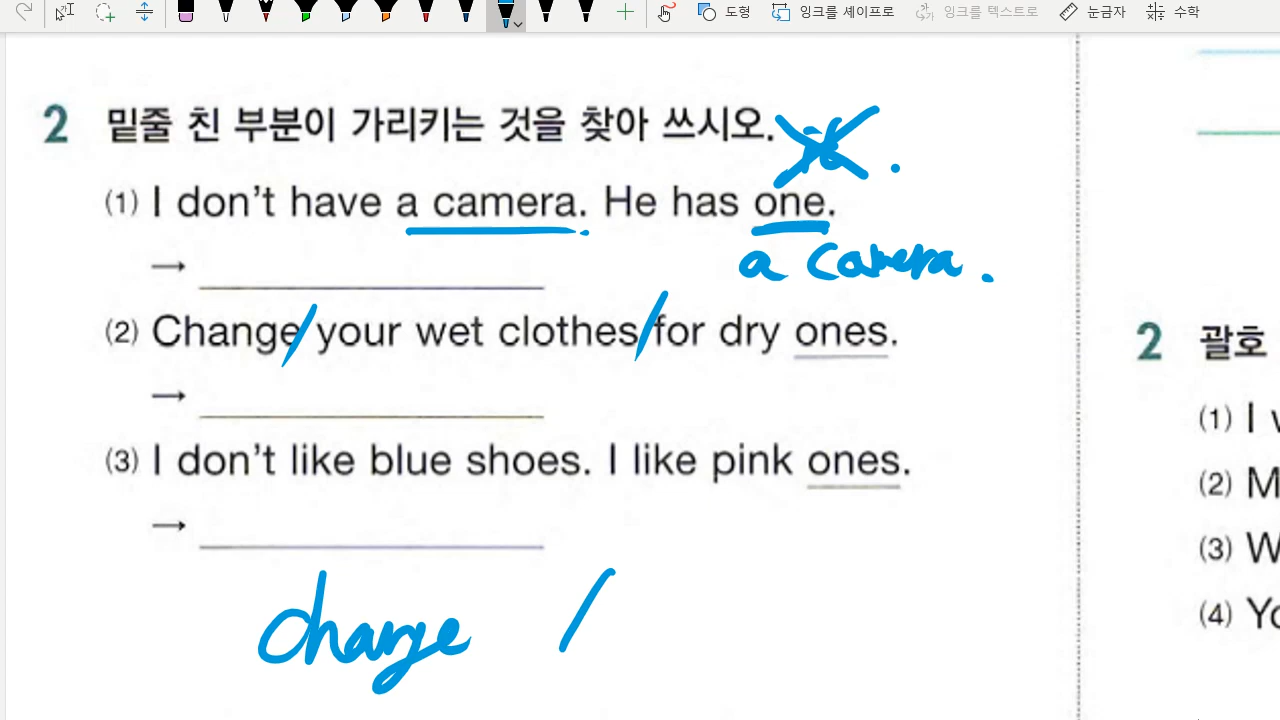 도형 잉크를 셰이프로 잉크를 텍스트로 눈금자 수학
2 밑줄 친 부분이 가리키는 것을 찾아 쓰시오.
(1) I don't have a camera. He has one.
a camera.
→
(2) Change / your wet clothes / for dry ones.
→
(3) I don't like blue shoes. I like pink ones.
→
change /
2 괄호
(1) I
(2) M
(3) W
(4) Yo